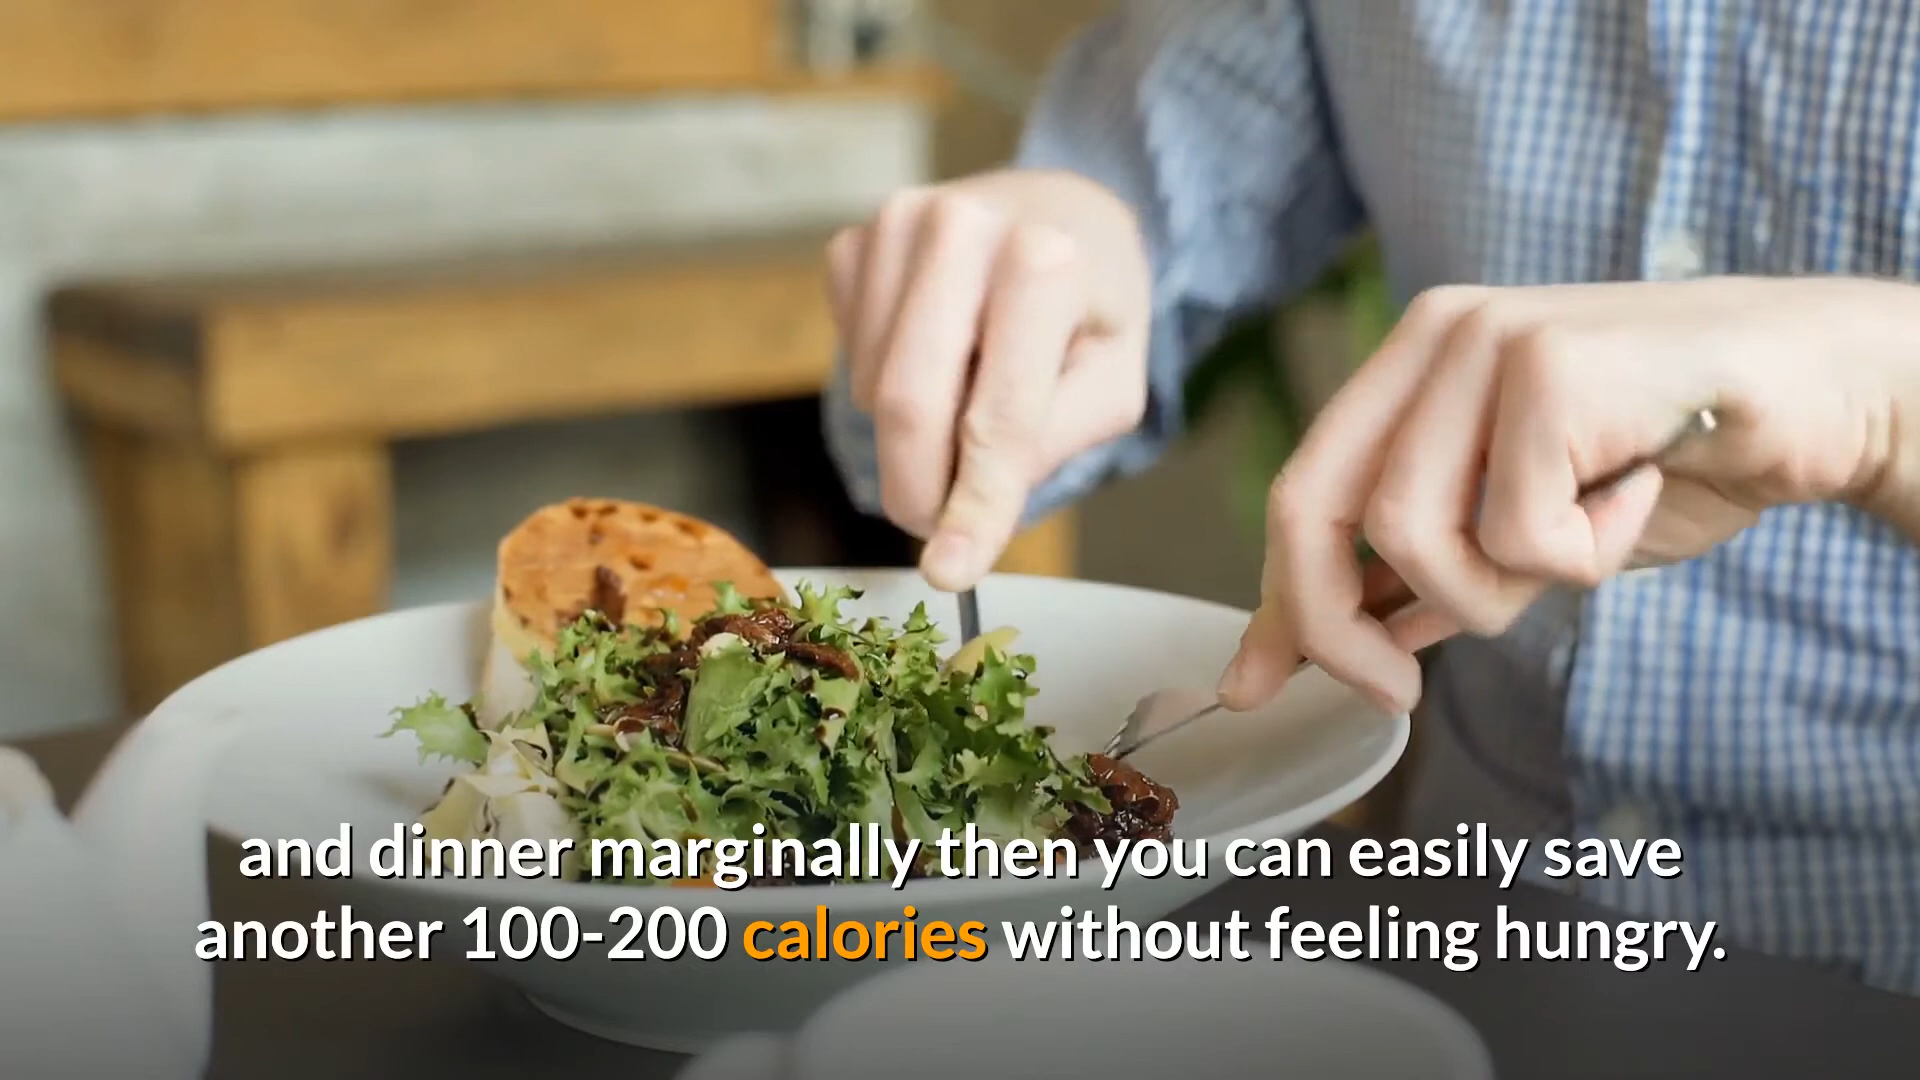 and dinner marginally then you can easily save
another 100-200 calories without feeling hungry.